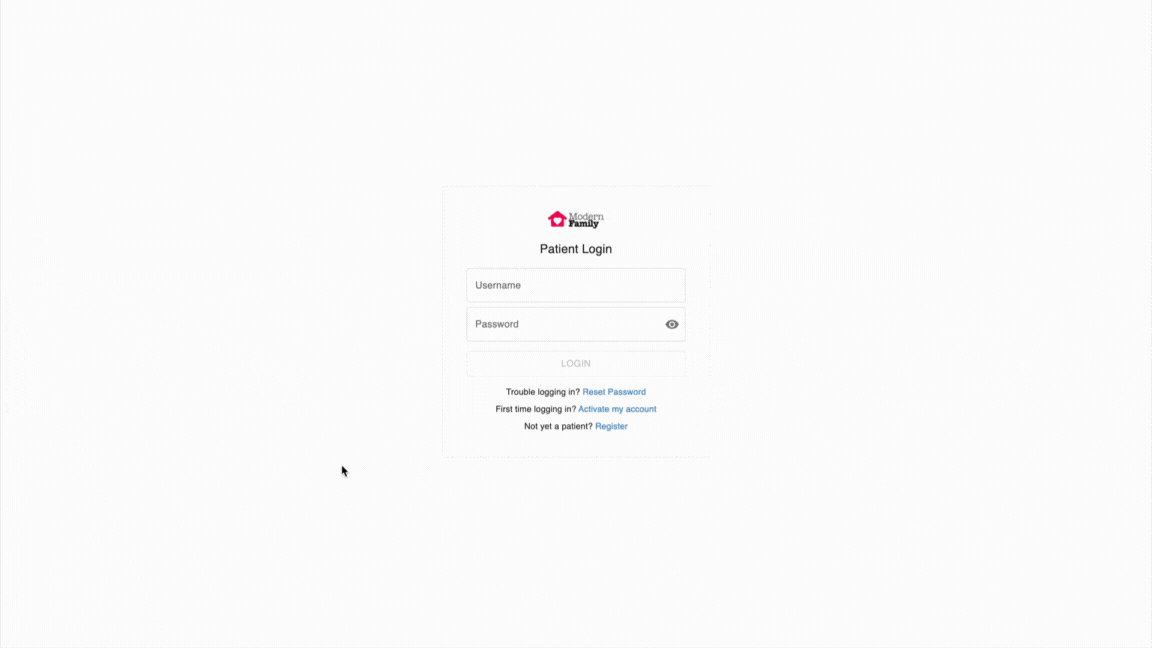 Modern
Family
Patient Login
Username
Password
LOGIN
Trouble logging in? Reset Password
First time logging in? Activate my account
Not yet a patient? Register